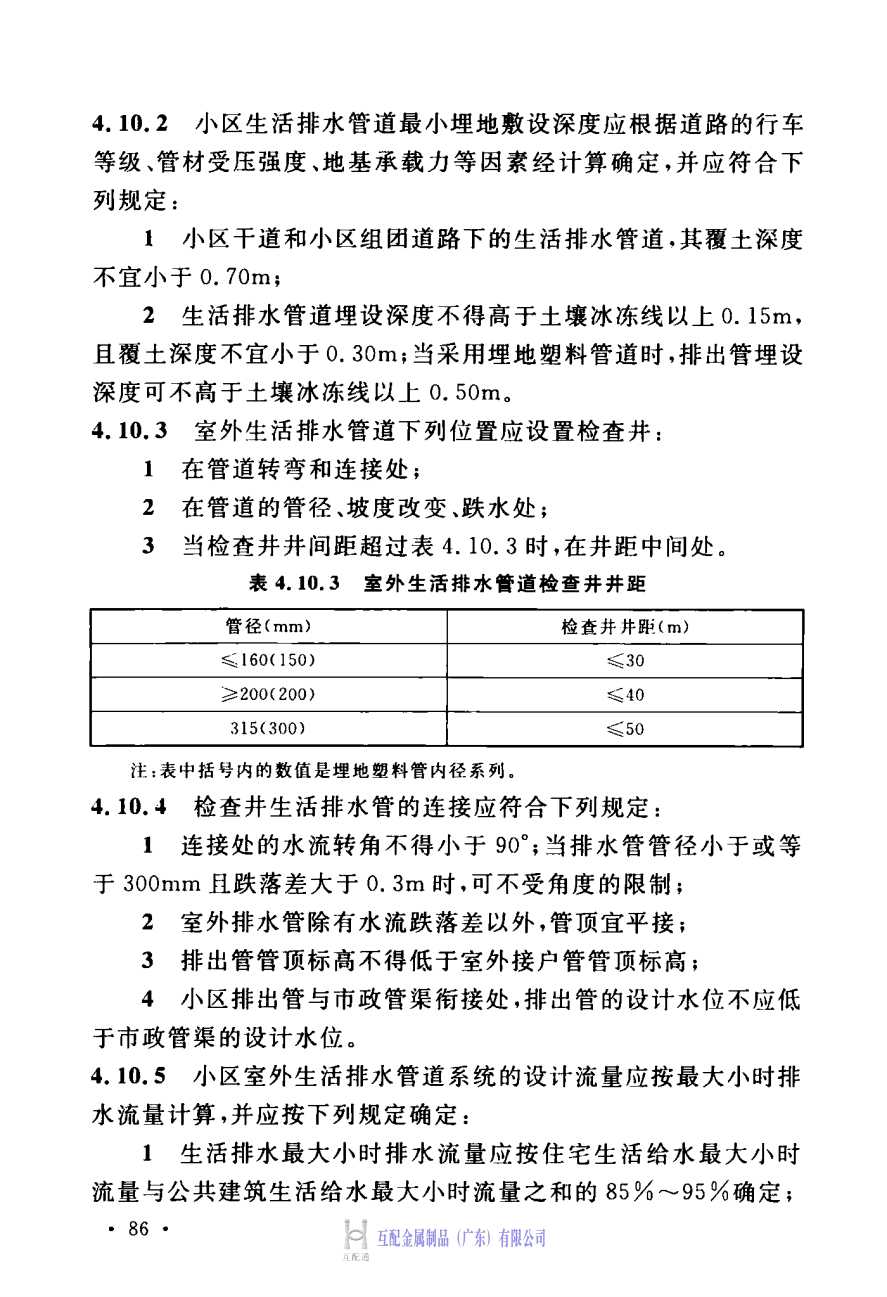 4.10.2 小区生活排水管道最小埋地敷设深度应根据道路的行车
等级、管材受压强度、地基承载力等因素经计算确定,并应符合下
列规定:
1 小区干道和小区组团道路下的生活排水管道,其覆土深度
不宜小于 0.70m;
2 生活排水管道埋设深度不得高于土壤冰冻线以上 0.15m,
且覆土深度不宜小于 0.30m;当采用埋地塑料管道时,排出管埋设
深度可不高于土壤冰冻线以上 0.50m。
4.10.3 室外生活排水管道下列位置应设置检查井:
1 在管道转弯和连接处;
2 在管道的管径、坡度改变、跌水处;
3 当检查井井间距超过表 4.10.3 时,在井距中间处。
表 4.10.3 室外生活排水管道检查井井距
管径(mm) 检查井井距(m)
≤160(150) ≤30
≥200(200) ≤40
315(300) ≤50
注:表中括号内的数值是埋地塑料管内径系列。
4.10.4 检查井生活排水管的连接应符合下列规定:
1 连接处的水流转角不得小于 90°;当排水管管径小于或等
于 300mm 且跌落差大于 0.3m 时,可不受角度的限制;
2 室外排水管除有水流跌落差以外,管顶宜平接;
3 排出管管顶标高不得低于室外接户管管顶标高;
4 小区排出管与市政管渠衔接处,排出管的设计水位不应低
于市政管渠的设计水位。
4.10.5 小区室外生活排水管道系统的设计流量应按最大小时排
水流量计算,并应按下列规定确定:
1 生活排水最大小时排水流量应按住宅生活给水最大小时
流量与公共建筑生活给水最大小时流量之和的 85%～95%确定;
· 86 ·
互配通
互配金属制品(广东)有限公司